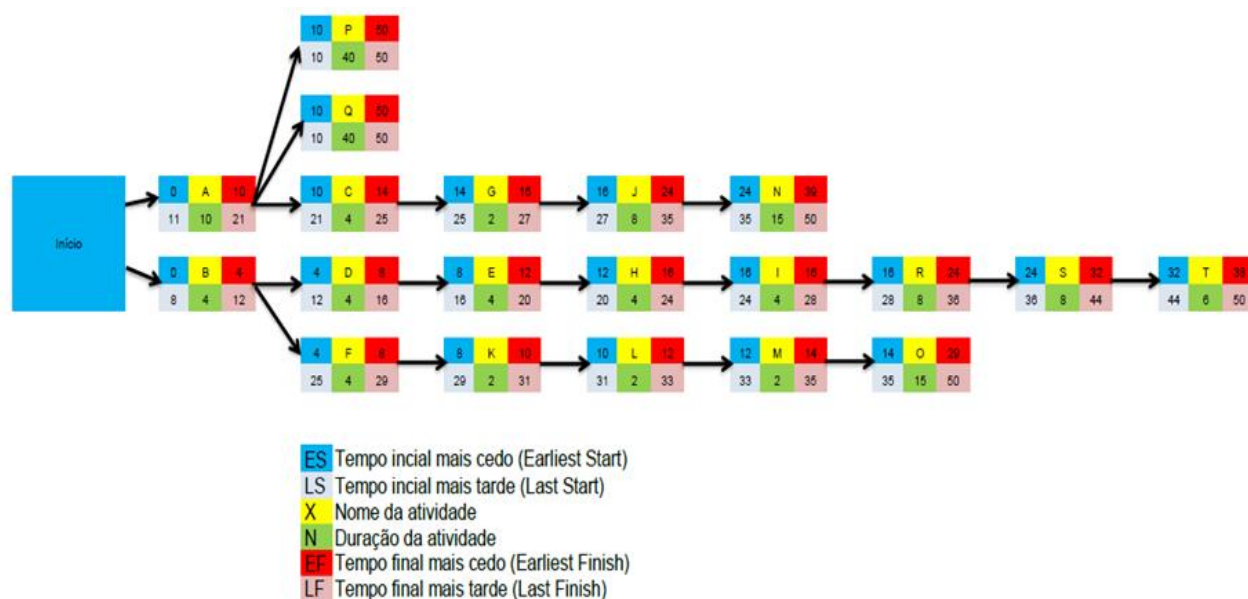 10 P 50
10 40 50
10 Q 50
10 40 50
Início
0 A 10 10 C 14 14 G 16 16 J 24 24 N 39
11 10 21 21 4 25 25 2 27 27 8 35 35 15 50
0 B 4 4 D 8 8 E 12 12 H 16 16 I 16 16 R 24 24 S 32 32 T 38
8 4 12 12 4 16 16 4 20 20 4 24 24 4 28 28 8 36 36 8 44 44 6 50
4 F 8 8 K 10 10 L 12 12 M 14 14 O 29
25 4 29 29 2 31 31 2 33 33 2 35 35 15 50
ES Tempo incial mais cedo (Earliest Start)
LS Tempo incial mais tarde (Last Start)
X Nome da atividade
N Duração da atividade
EF Tempo final mais cedo (Earliest Finish)
LF Tempo final mais tarde (Last Finish)